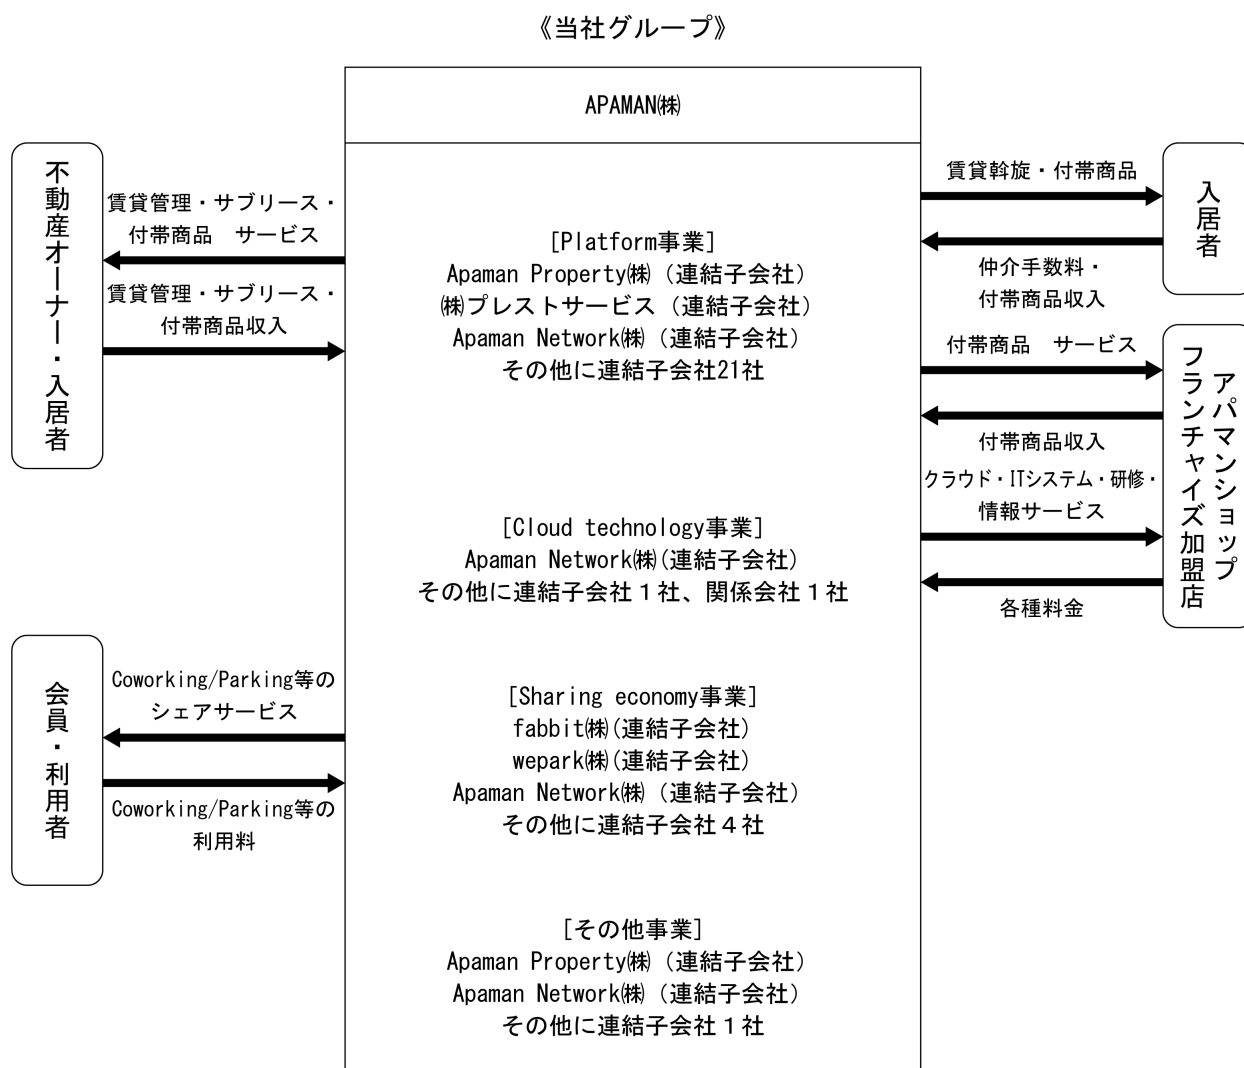 《当社グループ》
APAMAN㈱
不動産オーナー・入居者
賃貸管理・サブリース・
付帯商品　サービス
賃貸管理・サブリース・
付帯商品収入
[Platform事業]
Apaman Property㈱（連結子会社）
㈱プレストサービス（連結子会社）
Apaman Network㈱（連結子会社）
その他に連結子会社21社
賃貸斡旋・付帯商品
仲介手数料・
付帯商品収入
入居者
付帯商品　サービス
付帯商品収入
クラウド・ITシステム・研修・
情報サービス
各種料金
アパマンショップ
フランチャイズ加盟店
[Cloud technology事業]
Apaman Network㈱(連結子会社)
その他に連結子会社１社、関係会社１社
会員・利用者
Coworking/Parking等の
シェアサービス
Coworking/Parking等の
利用料
[Sharing economy事業]
fabbit㈱(連結子会社)
wepark㈱(連結子会社)
Apaman Network㈱（連結子会社）
その他に連結子会社４社
[その他事業]
Apaman Property㈱（連結子会社）
Apaman Network㈱（連結子会社）
その他に連結子会社１社